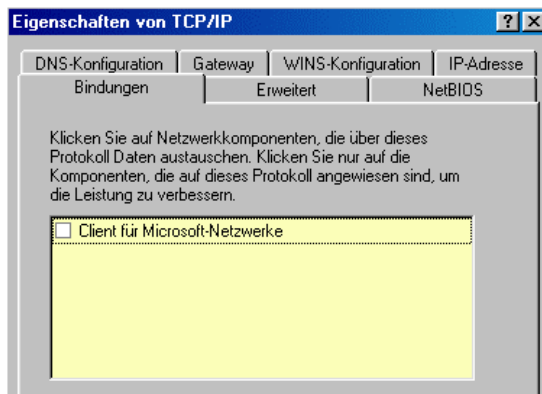 Eigenschaften von TCP/IP
DNS-Konfiguration Gateway WINS-Konfiguration IP-Adresse
Bindungen Erweitert NetBIOS
Klicken Sie auf Netzwerkkomponenten, die über dieses
Protokoll Daten austauschen. Klicken Sie nur auf die
Komponenten, die auf dieses Protokoll angewiesen sind, um
die Leistung zu verbessern.
Client für Microsoft-Netzwerke